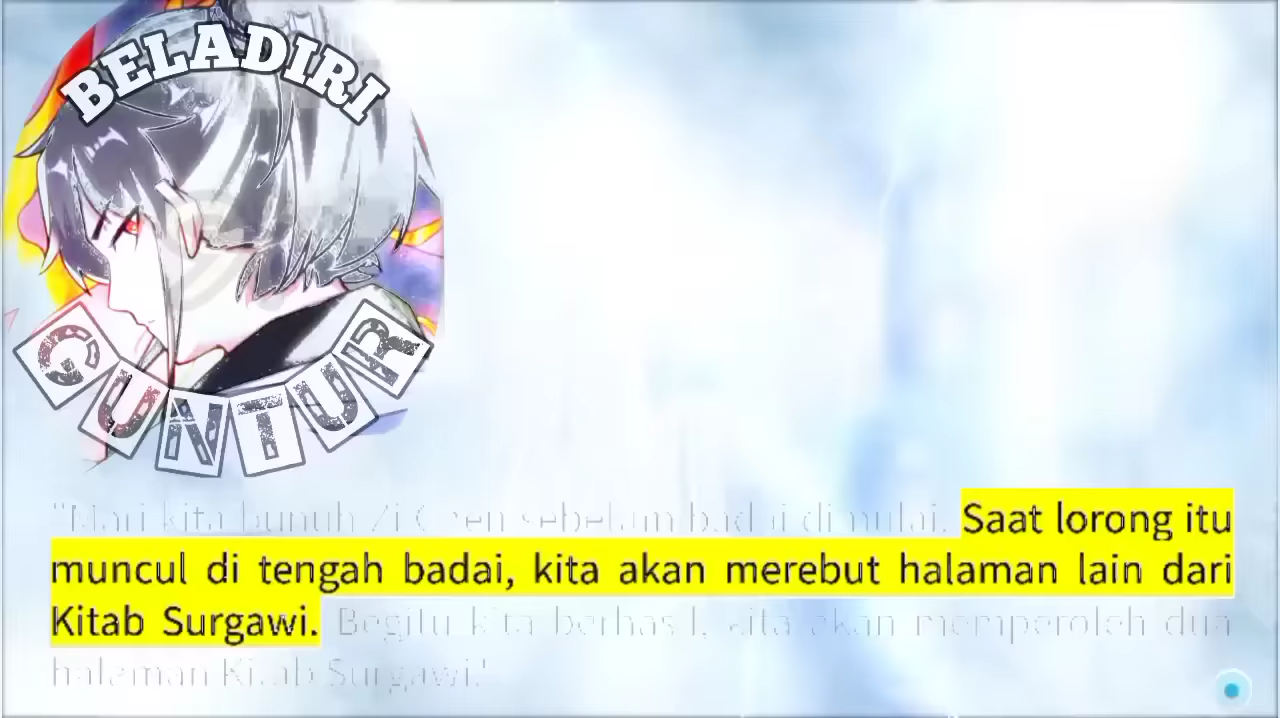 BELADIRI
GUNTUR
"Mari kita bunuh Zi Chen sebelum badai dimulai. Saat lorong itu
muncul di tengah badai, kita akan merebut halaman lain dari
Kitab Surgawi. Begitu kita berhasil, kita akan memperoleh dua
halaman Kitab Surgawi."